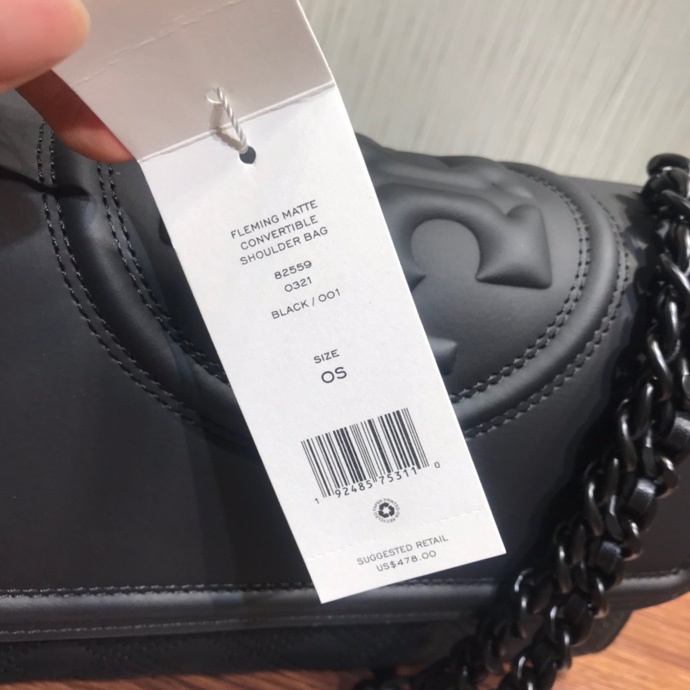 FLEMING MATTE
CONVERTIBLE
SHOULDER BAG
82559
0321
BLACK / 001
SIZE
OS
1 92485 75311 0
SUGGESTED RETAIL
US$478.00